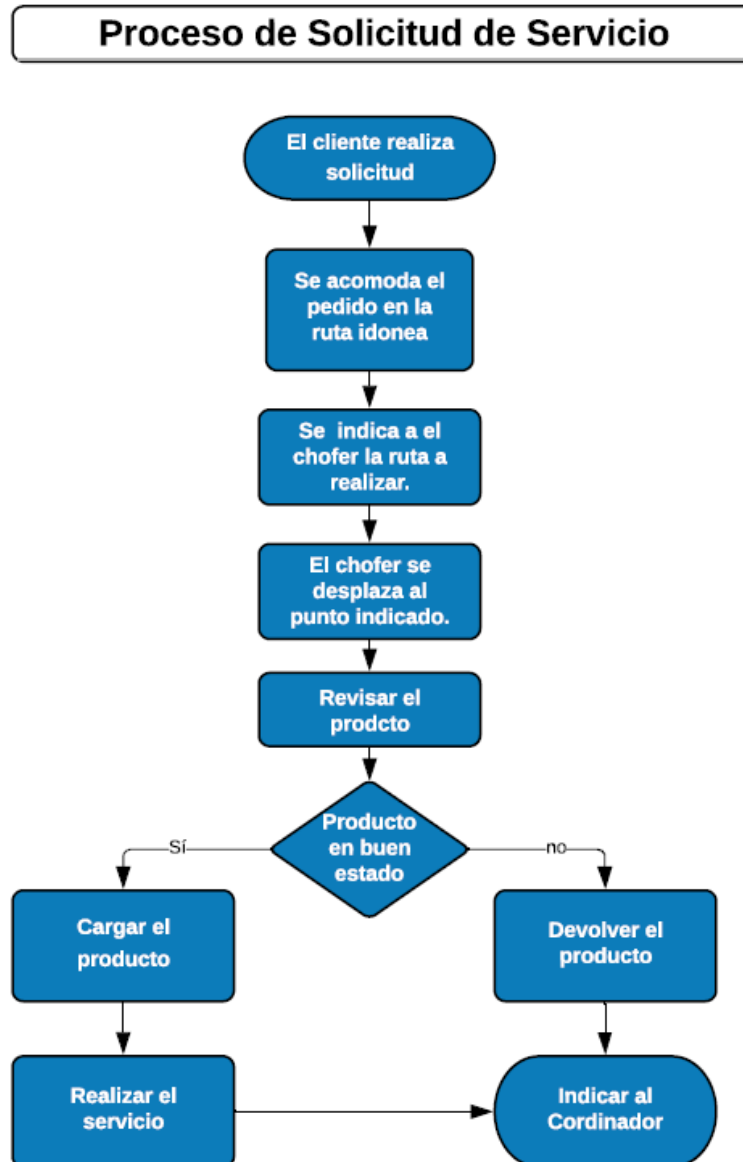 Proceso de Solicitud de Servicio
El cliente realiza
solicitud
Se acomoda el
pedido en la
ruta idonea
Se indica a el
chofer la ruta a
realizar.
El chofer se
desplaza al
punto indicado.
Revisar el
prodcto
Producto
en buen
estado
Sí
no
Cargar el
producto
Devolver el
producto
Realizar el
servicio
Indicar al
Cordinador